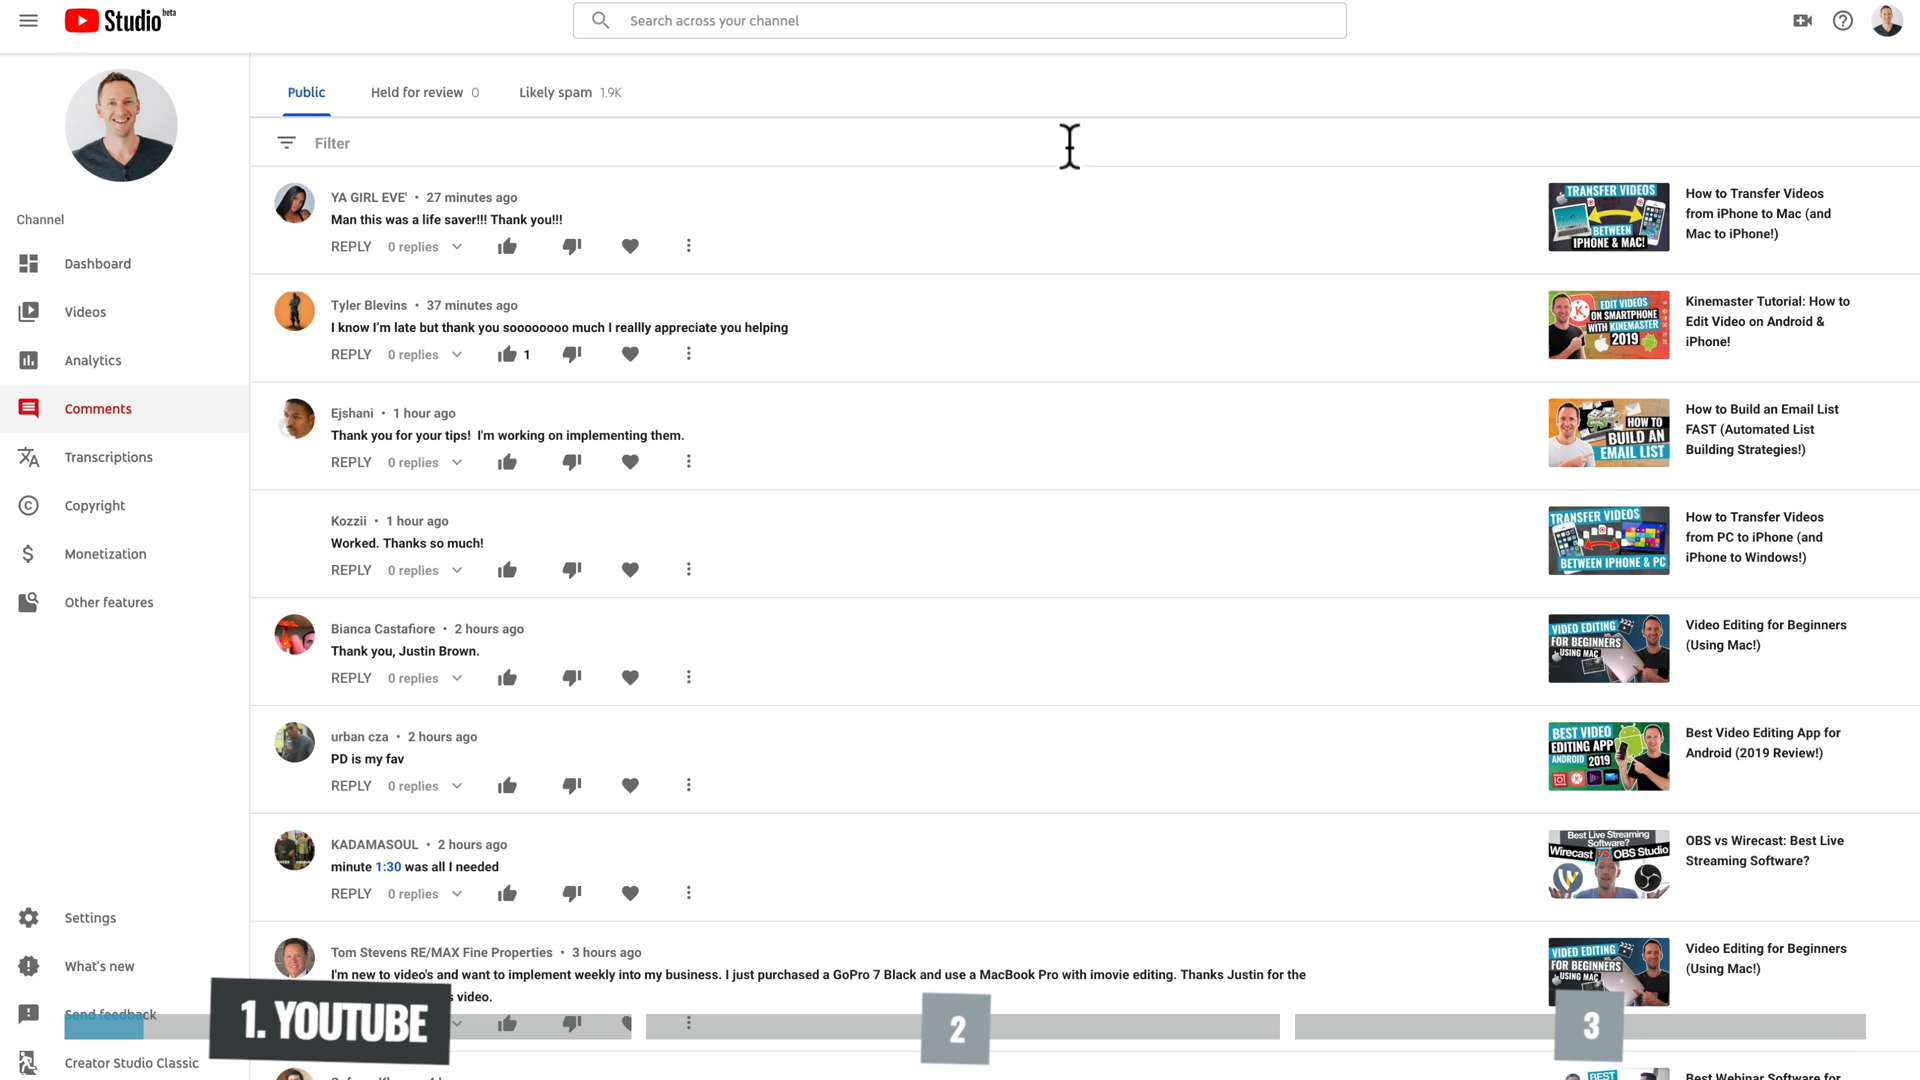 Studio beta
Search across your channel
Public
Held for review 0
Likely spam 1.9K
Filter
Channel
Dashboard
Videos
Analytics
Comments
Transcriptions
Copyright
Monetization
Other features
Settings
What's new
Send feedback
Creator Studio Classic
YA GIRL EVE' • 27 minutes ago
Man this was a life saver!!! Thank you!!!
REPLY 0 replies
TRANSFER VIDEOS
BETWEEN
IPHONE & MAC!
How to Transfer Videos
from iPhone to Mac (and
Mac to iPhone!)
Tyler Blevins • 37 minutes ago
I know I'm late but thank you soooooooo much I reallly appreciate you helping
REPLY 0 replies 1
EDIT VIDEOS
ON SMARTPHONE
WITH KINEMASTER
2019
Kinemaster Tutorial: How to
Edit Video on Android &
iPhone!
Ejshani • 1 hour ago
Thank you for your tips! I'm working on implementing them.
REPLY 0 replies
HOW TO
BUILD AN
EMAIL LIST
How to Build an Email List
FAST (Automated List
Building Strategies!)
Kozzii • 1 hour ago
Worked. Thanks so much!
REPLY 0 replies
TRANSFER VIDEOS
BETWEEN IPHONE & PC
How to Transfer Videos
from PC to iPhone (and
iPhone to Windows!)
Bianca Castafiore • 2 hours ago
Thank you, Justin Brown.
REPLY 0 replies
VIDEO EDITING
FOR BEGINNERS
USING MAC
Video Editing for Beginners
(Using Mac!)
urban cza • 2 hours ago
PD is my fav
REPLY 0 replies
BEST VIDEO
EDITING APP
ANDROID 2019
Best Video Editing App for
Android (2019 Review!)
KADAMASOUL • 2 hours ago
minute 1:30 was all I needed
REPLY 0 replies
Best Live Streaming
Software?
Wirecast VS OBS Studio
OBS vs Wirecast: Best Live
Streaming Software?
Tom Stevens RE/MAX Fine Properties • 3 hours ago
I'm new to video's and want to implement weekly into my business. I just purchased a GoPro 7 Black and use a MacBook Pro with imovie editing. Thanks Justin for the
video.
VIDEO EDITING
FOR BEGINNERS
USING MAC
Video Editing for Beginners
(Using Mac!)
1. YOUTUBE
2
3
BEST
Best Webinar Software for